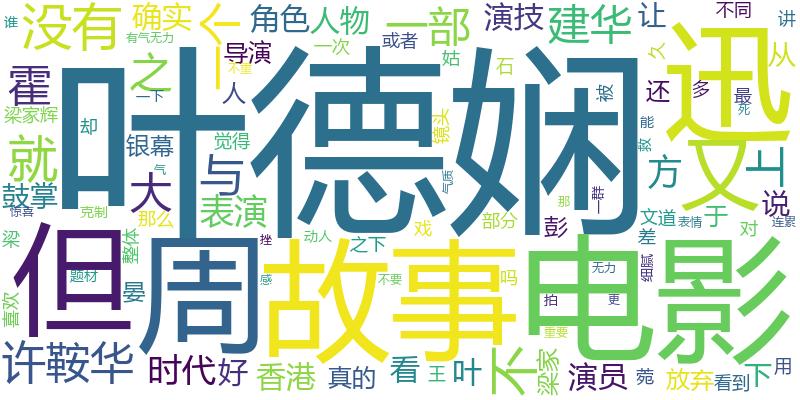 叶德娴
周
故事
电影
但
迅
文
一个
没有
确实
角色
人物
一部
演技
建华
让
不同
讲
谁
有气无力
导演
一次
或者
姑
石
久
从
霍
之
不重
一下
人
被
还
多
最
死
梁家辉
却
银幕
觉得
镜头
能
数
就
大
与
气
气质
一群
方
上
说
鼓掌
表演
那
惊喜
克制
那么
戏
部分
彭
文道
表情
于
对
连累
差
梁
整体
挫
动人
之下
细腻
喜欢
题材
晏
感
不要
吗
无力
拍
更
重要
许鞍华
时代
好
香港
真的
看
王
叶
不
梁家
演员
菀
放弃
看到
下
用